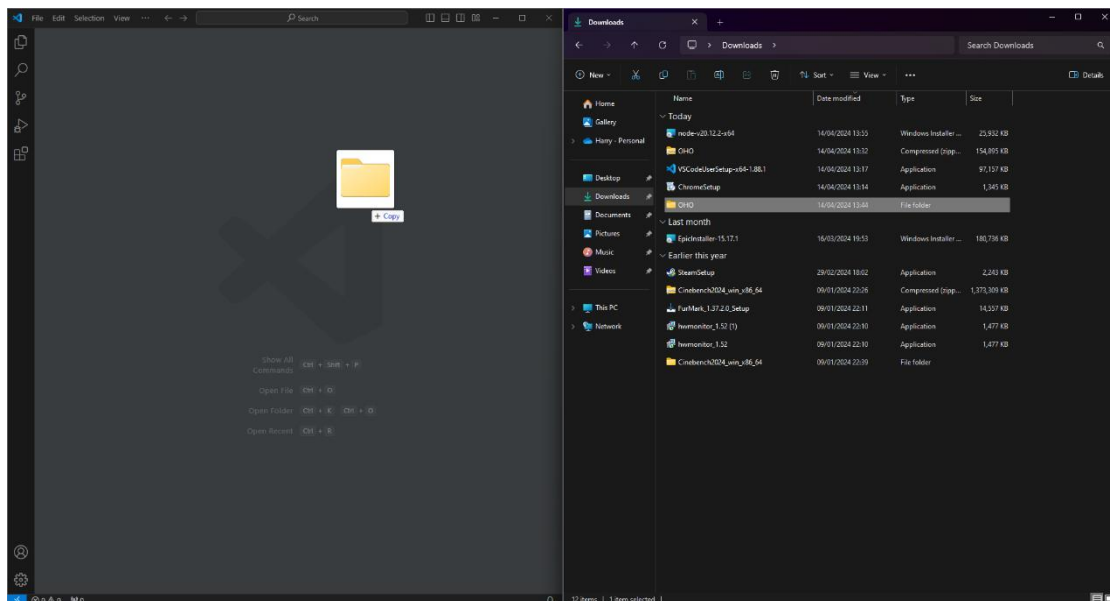 File Edit Selection View ··· Search
+ Copy
Show All Commands Ctrl + Shift + P
Open File Ctrl + O
Open Folder Ctrl + K Ctrl + O
Open Recent Ctrl + R
Downloads
Downloads Search Downloads
New Sort View ··· Details
Name Date modified Type Size
Home
Gallery
Harry - Personal
Desktop
Downloads
Documents
Pictures
Music
Videos
This PC
Network
Today
node-v20.12.2-x64 14/04/2024 13:55 Windows Installer ... 25,932 KB
OHO 14/04/2024 13:32 Compressed (zipp... 154,895 KB
VSCodeUserSetup-x64-1.88.1 14/04/2024 13:17 Application 97,157 KB
ChromeSetup 14/04/2024 13:14 Application 1,345 KB
OHO 14/04/2024 13:44 File folder
Last month
EpicInstaller-15.17.1 16/03/2024 19:53 Windows Installer ... 180,736 KB
Earlier this year
SteamSetup 29/02/2024 18:02 Application 2,243 KB
Cinebench2024_win_x86_64 09/01/2024 22:26 Compressed (zipp... 1,373,309 KB
FurMark_1.37.2.0_Setup 09/01/2024 22:11 Application 14,557 KB
hwmonitor_1.52 (1) 09/01/2024 22:10 Application 1,477 KB
hwmonitor_1.52 09/01/2024 22:10 Application 1,477 KB
Cinebench2024_win_x86_64 09/01/2024 22:39 File folder
12 items 1 item selected